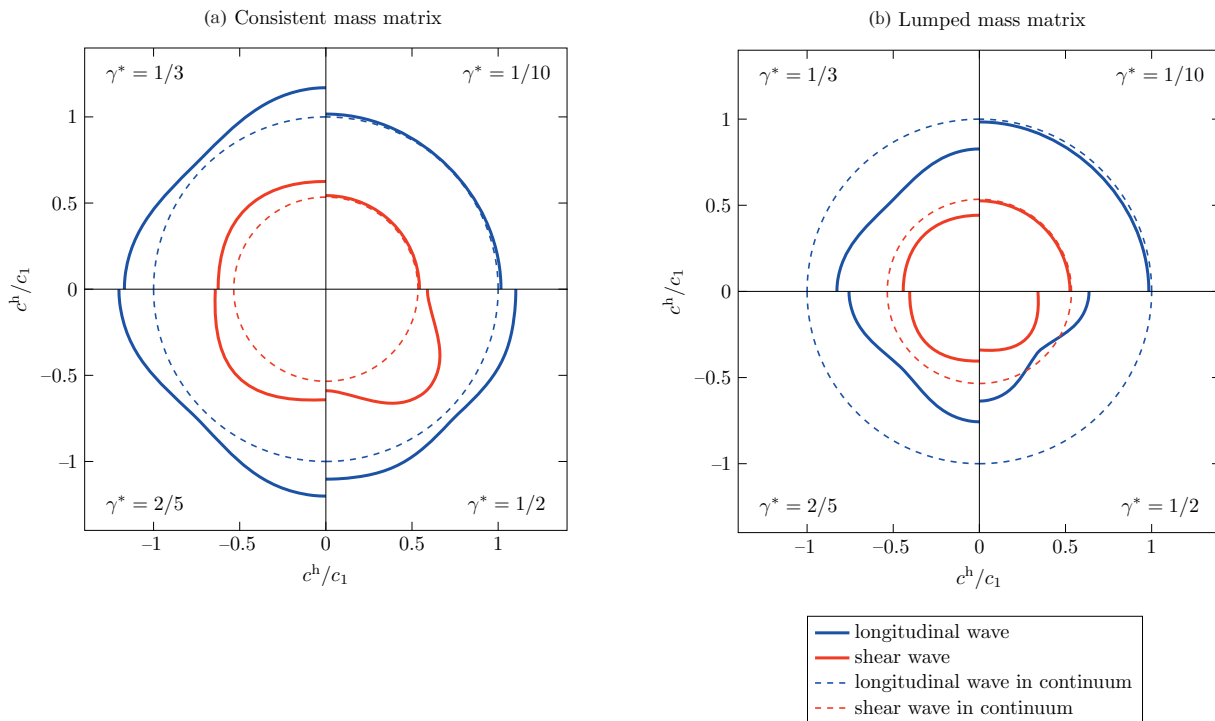 (a) Consistent mass matrix
γ* = 1/3
γ* = 1/10
1
0.5
0
−0.5
−1
c^h/c_1
γ* = 2/5
γ* = 1/2
−1
−0.5
0
0.5
1
c^h/c_1
(b) Lumped mass matrix
γ* = 1/3
γ* = 1/10
1
0.5
0
−0.5
−1
c^h/c_1
γ* = 2/5
γ* = 1/2
−1
−0.5
0
0.5
1
c^h/c_1
longitudinal wave
shear wave
longitudinal wave in continuum
shear wave in continuum